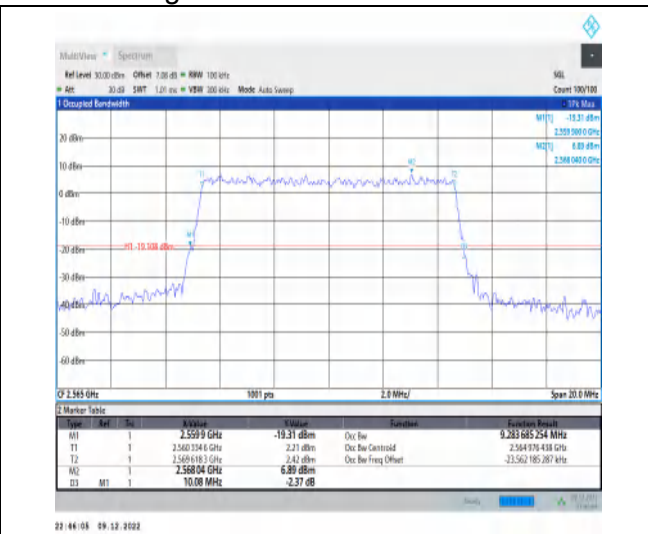 MultiView Spectrum
Ref Level 30.00 dBm Offset 7.00 dB RBW 100 kHz SGL
Att 30 dB SWT 1.01 ms VBW 300 kHz Mode Auto Sweep Count 100/100
1 Occupied Bandwidth 1Pk Max
M1[1] -19.31 dBm
2.559 900 0 GHz
M2[1] 6.89 dBm
2.568 040 0 GHz
20 dBm
10 dBm
0 dBm
-10 dBm
-20 dBm
H1 -19.108 dBm
-30 dBm
-40 dBm
-50 dBm
-60 dBm
T1
M2
T2
M1
D3
CF 2.565 GHz 1001 pts 2.0 MHz/ Span 20.0 MHz
2 Marker Table
Type Ref Trc X-Value Y-Value Function Function Result
M1 1 2.5599 GHz -19.31 dBm Occ Bw 9.283 685 254 MHz
T1 1 2.560 334 6 GHz 2.21 dBm Occ Bw Centroid 2.564 976 438 GHz
T2 1 2.569 618 3 GHz 2.42 dBm Occ Bw Freq Offset -23.562 185 287 kHz
M2 1 2.56804 GHz 6.89 dBm
D3 M1 1 10.08 MHz -2.37 dB
Ready
22:46:05 09.12.2022